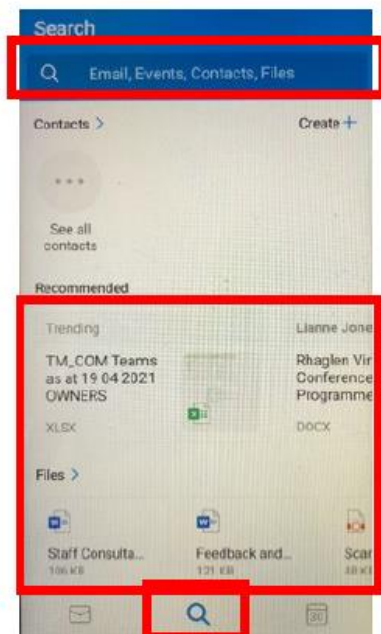 Search
Email, Events, Contacts, Files
Contacts >
Create +
See all
contacts
Recommended
Trending
TM_COM Teams
as at 19 04 2021
OWNERS
XLSX
Lianne Jone
Rhaglen Vir
Conference
Programme
DOCX
Files >
Staff Consulta...
106 KB
Feedback and...
121 KB
Scar
48 K